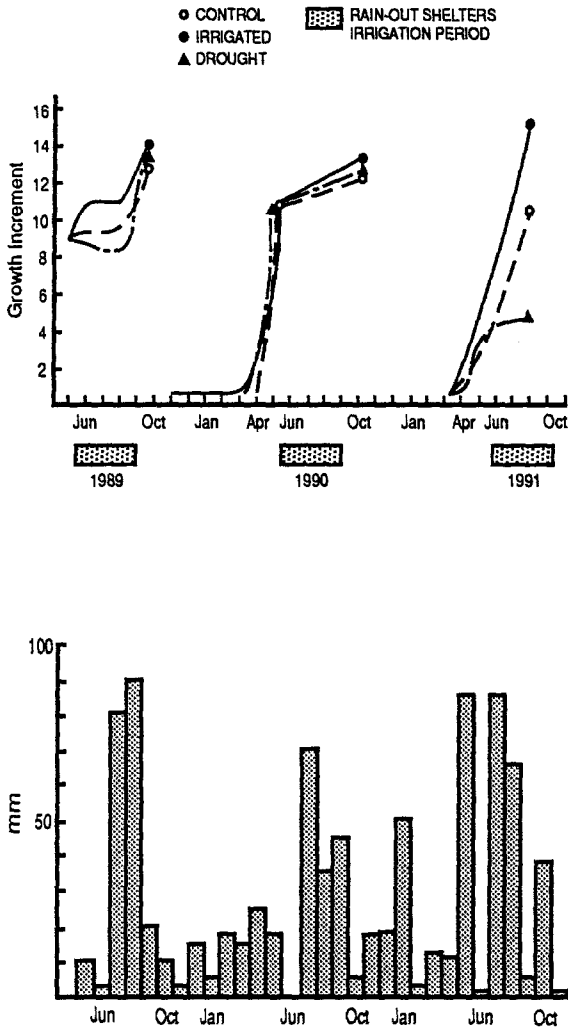 CONTROL
IRRIGATED
DROUGHT
RAIN-OUT SHELTERS
IRRIGATION PERIOD
16
14
12
10
8
6
4
2
Growth Increment
Jun Oct Jan Apr Jun Oct Apr Jun Oct
1989 1990 1991
100
50
mm
Jun Oct Jan Jun Oct Jan Jun Oct